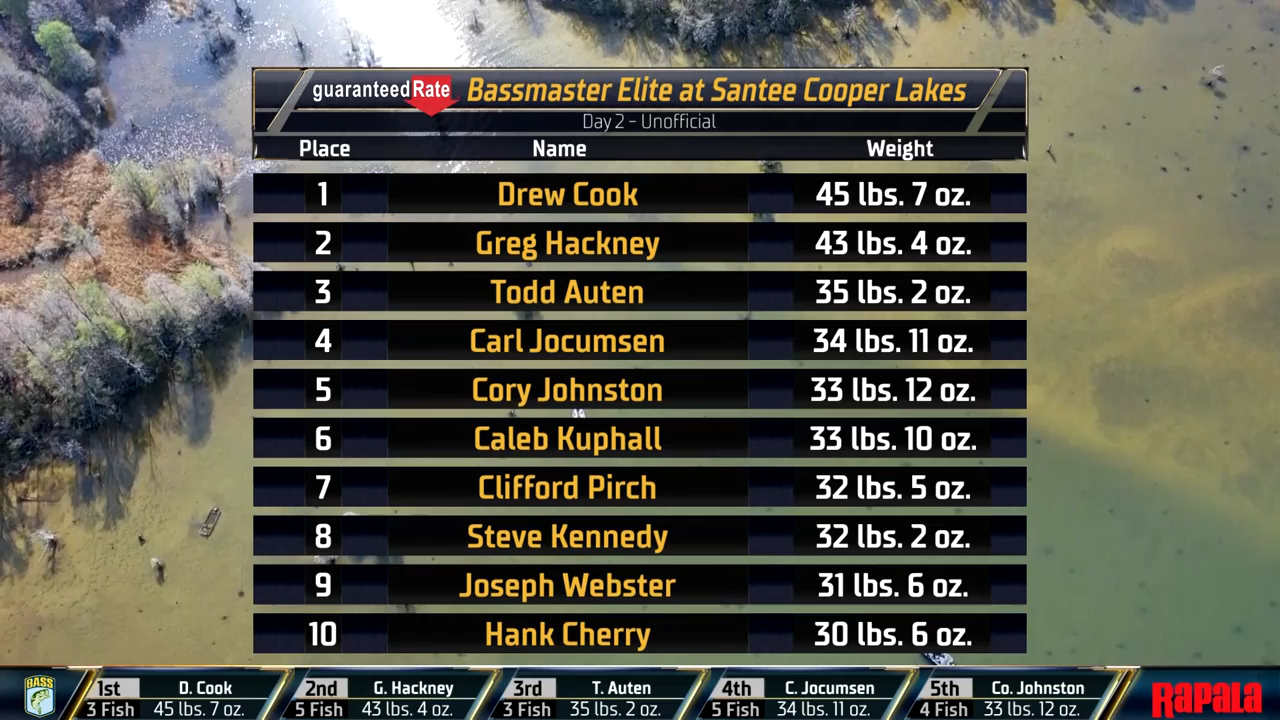 guaranteedRate Bassmaster Elite at Santee Cooper Lakes
Day 2 - Unofficial
Place Name Weight
1 Drew Cook 45 lbs. 7 oz.
2 Greg Hackney 43 lbs. 4 oz.
3 Todd Auten 35 lbs. 2 oz.
4 Carl Jocumsen 34 lbs. 11 oz.
5 Cory Johnston 33 lbs. 12 oz.
6 Caleb Kuphall 33 lbs. 10 oz.
7 Clifford Pirch 32 lbs. 5 oz.
8 Steve Kennedy 32 lbs. 2 oz.
9 Joseph Webster 31 lbs. 6 oz.
10 Hank Cherry 30 lbs. 6 oz.
BASS 1st D. Cook 2nd G. Hackney 3rd T. Auten 4th C. Jocumsen 5th Co. Johnston RAPALA
3 Fish 45 lbs. 7 oz. 5 Fish 43 lbs. 4 oz. 3 Fish 35 lbs. 2 oz. 5 Fish 34 lbs. 11 oz. 4 Fish 33 lbs. 12 oz.